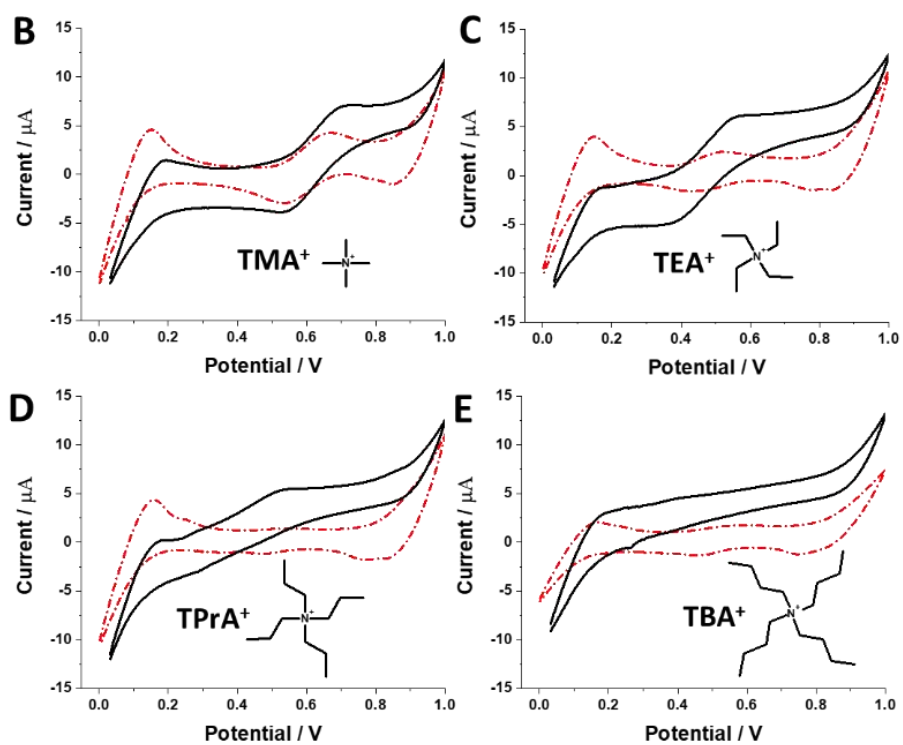 B
15
10
5
0
-5
-10
-15
Current / μA
0.0 0.2 0.4 0.6 0.8 1.0
Potential / V
TMA⁺
N⁺
C
15
10
5
0
-5
-10
-15
Current / μA
0.0 0.2 0.4 0.6 0.8 1.0
Potential / V
TEA⁺
N⁺
D
15
10
5
0
-5
-10
-15
Current / μA
0.0 0.2 0.4 0.6 0.8 1.0
Potential / V
TPrA⁺
N⁺
E
15
10
5
0
-5
-10
-15
Current / μA
0.0 0.2 0.4 0.6 0.8 1.0
Potential / V
TBA⁺
N⁺